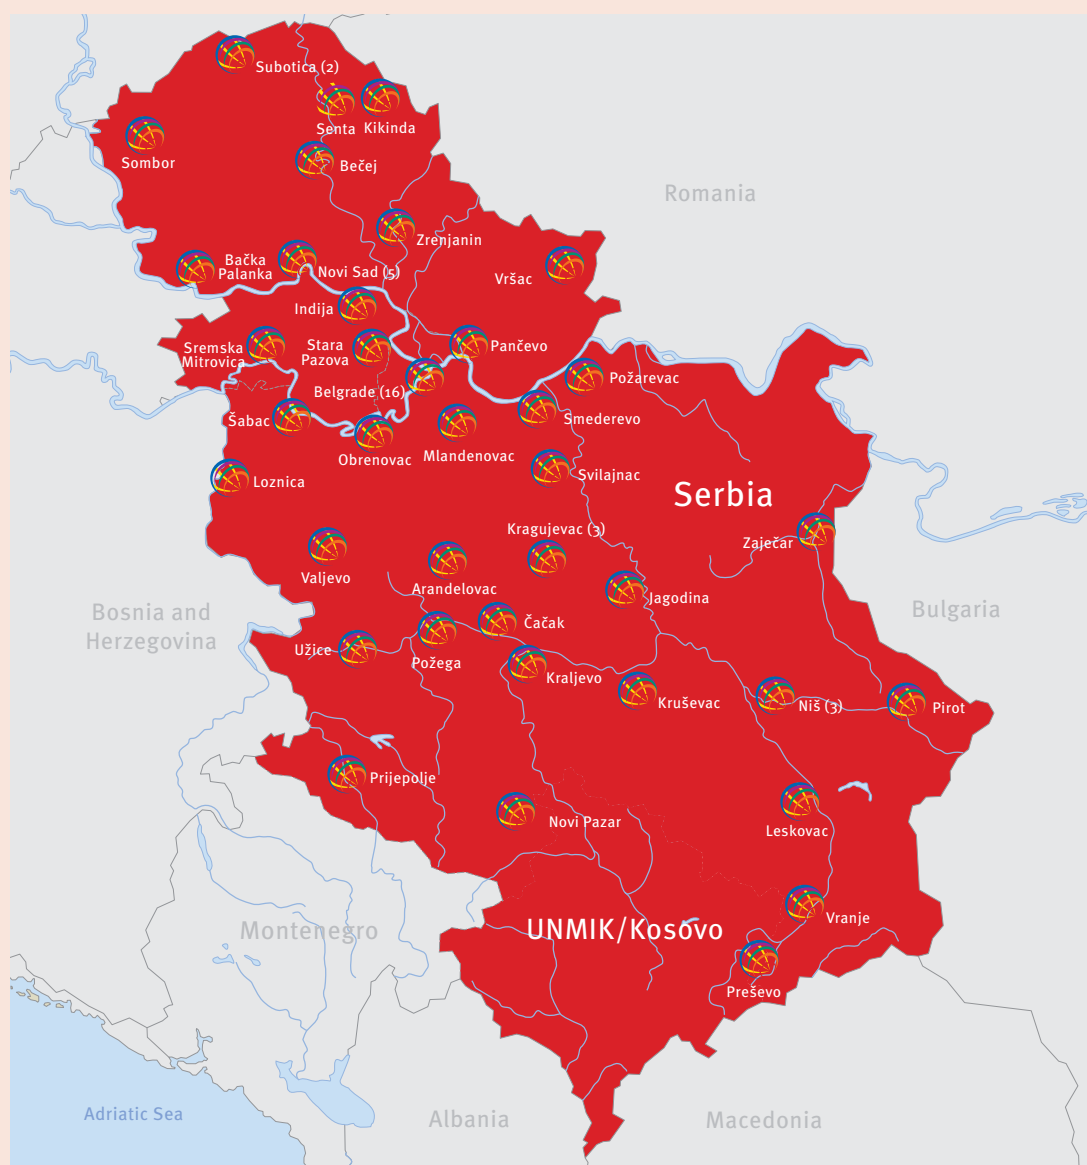 Subotica (2)
Senta
Kikinda
Sombor
Bečej
Romania
Zrenjanin
Bačka
Palanka
Novi Sad (5)
Vršac
Indija
Sremska
Mitrovica
Stara
Pazova
Pančevo
Belgrade (16)
Požarevac
Šabac
Smederevo
Obrenovac
Mlandenovac
Svilajnac
Loznica
Serbia
Kragujevac (3)
Zaječar
Valjevo
Arandelovac
Jagodina
Bosnia and
Herzegovina
Bulgaria
Čačak
Užice
Požega
Kraljevo
Kruševac
Niš (3)
Pirot
Prijepolje
Novi Pazar
Leskovac
Vranje
Montenegro
UNMIK/Kosovo
Preševo
Adriatic Sea
Albania
Macedonia